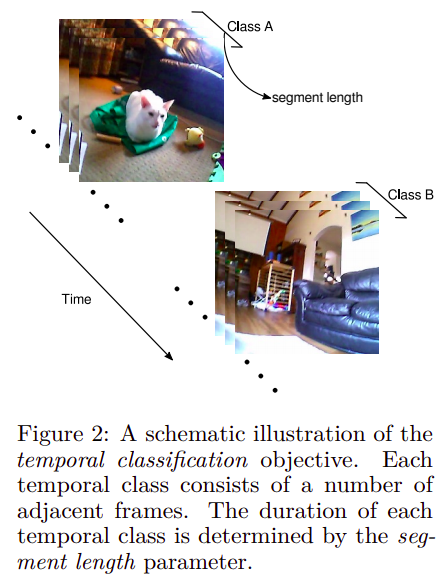 Class A
segment length
Class B
Time
Figure 2: A schematic illustration of the
temporal classification objective. Each
temporal class consists of a number of
adjacent frames. The duration of each
temporal class is determined by the seg-
ment length parameter.